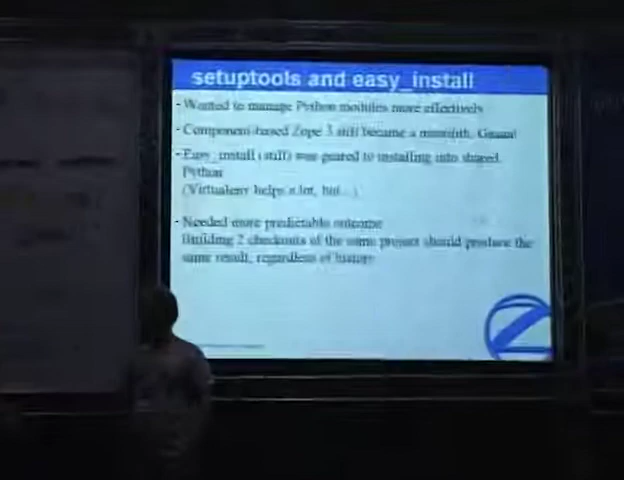 setuptools and easy_install
- Wanted to manage Python modules more effectively
- Component-based Zope 3 still became a monolith. Gaaaa!
- Easy_install (still) was geared to installing into shared
Python
(Virtualenv helps a lot, but...)
- Needed more predictable outcome
Building 2 checkouts of the same project should produce the
same result, regardless of history